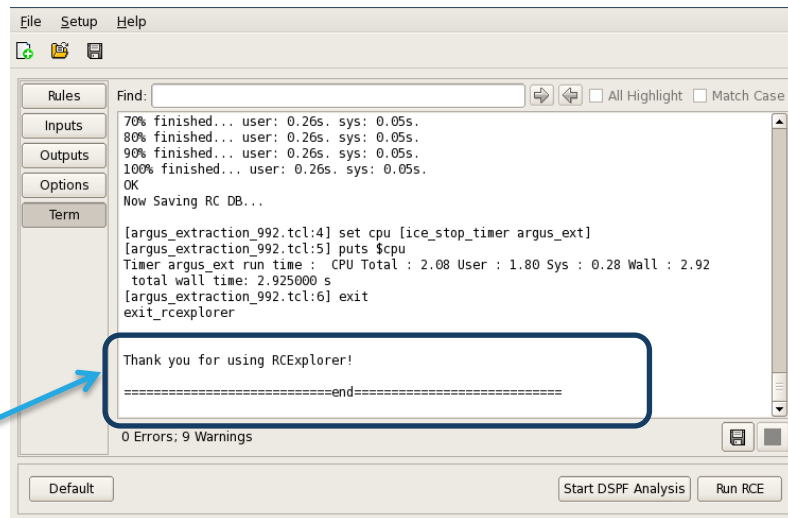 File Setup Help
Rules
Inputs
Outputs
Options
Term
Find:
All Highlight
Match Case
70% finished... user: 0.26s. sys: 0.05s.
80% finished... user: 0.26s. sys: 0.05s.
90% finished... user: 0.26s. sys: 0.05s.
100% finished... user: 0.26s. sys: 0.05s.
OK
Now Saving RC DB...
[argus_extraction_992.tcl:4] set cpu [ice_stop_timer argus_ext]
[argus_extraction_992.tcl:5] puts $cpu
Timer argus_ext run time :  CPU Total : 2.08 User : 1.80 Sys : 0.28 Wall : 2.92
total wall time: 2.925000 s
[argus_extraction_992.tcl:6] exit
exit_rcexplorer
Thank you for using RCExplorer!
============================end============================
0 Errors; 9 Warnings
Default
Start DSPF Analysis
Run RCE